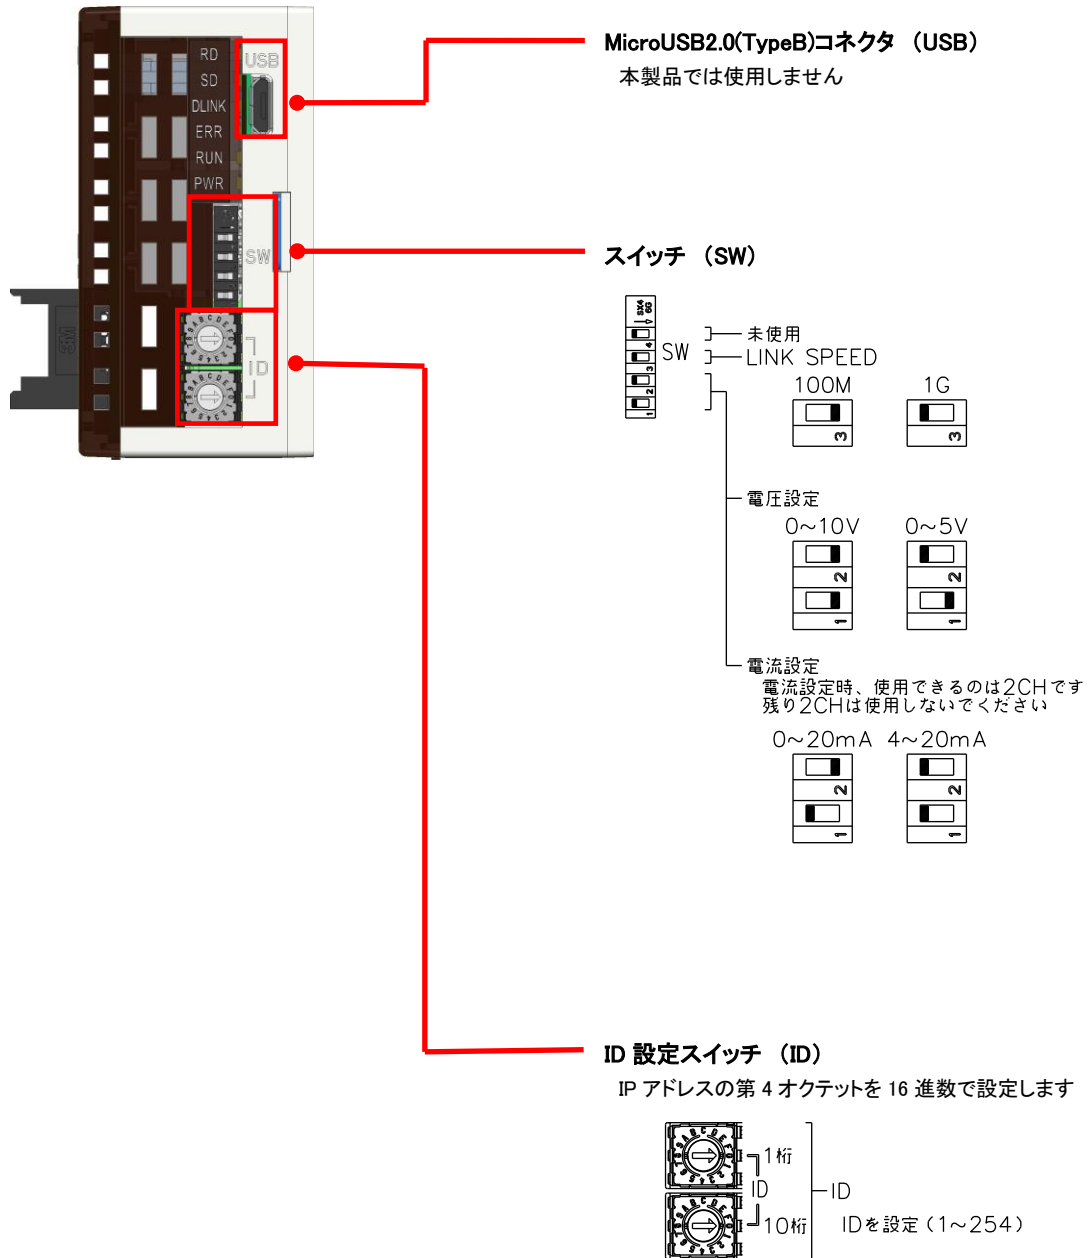 RD
SD
DLINK
ERR
RUN
PWR
USB
SW
ID
3M
MicroUSB2.0(TypeB)コネクタ （USB）
本製品では使用しません
スイッチ （SW）
SW
4
3
2
1
未使用
LINK SPEED
100M 1G
3 3
電圧設定
0~10V 0~5V
2 2
1 1
電流設定
電流設定時、使用できるのは2CHです
残り2CHは使用しないでください
0~20mA 4~20mA
2 2
1 1
ID 設定スイッチ （ID）
IP アドレスの第 4 オクテットを 16 進数で設定します
1桁
ID
10桁
ID
IDを設定(1~254)